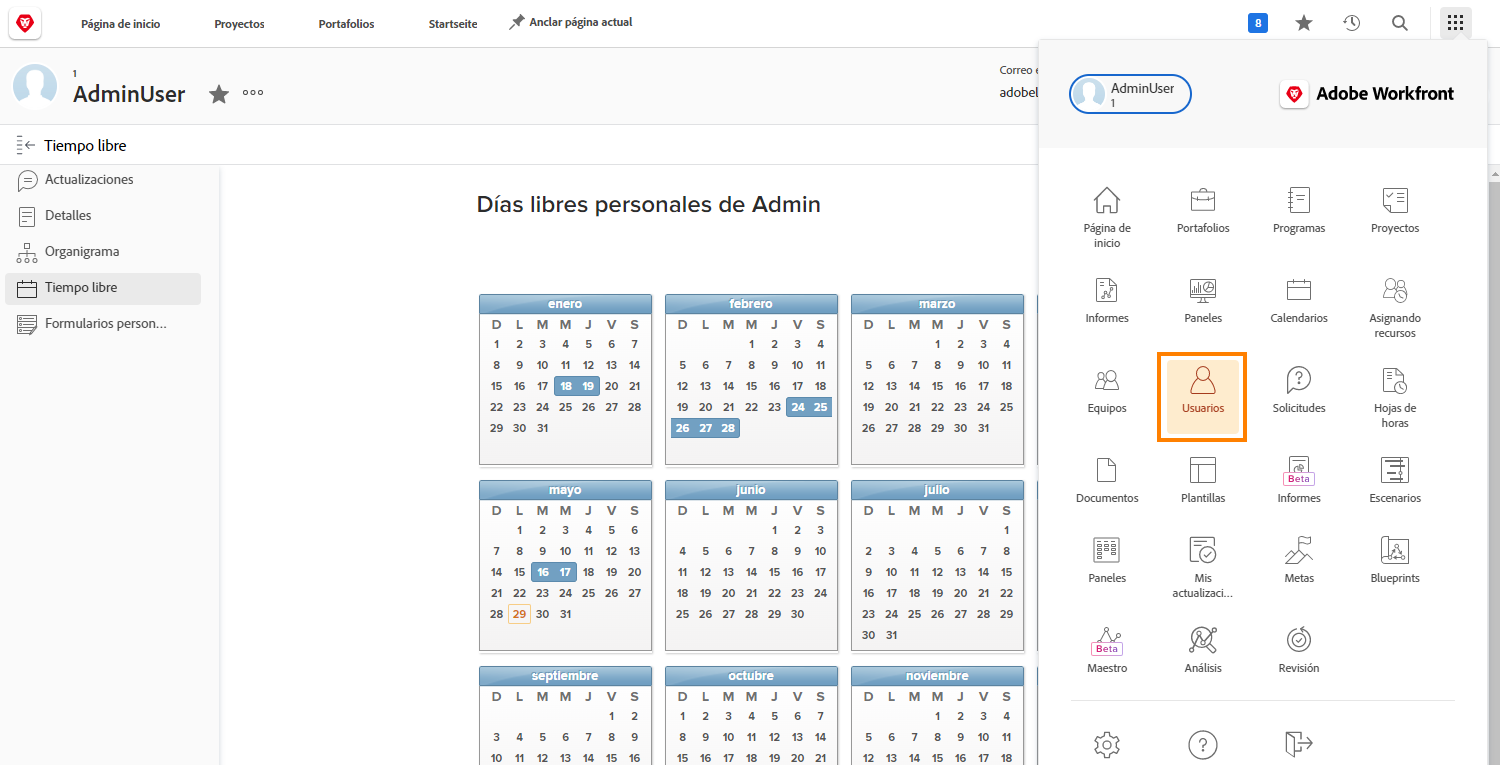 Página de inicio
Proyectos
Portafolios
Startseite
Anclar página actual
8
1
AdminUser
Correo e
adobel
AdminUser
1
Adobe Workfront
Tiempo libre
Actualizaciones
Detalles
Organigrama
Tiempo libre
Formularios person...
Días libres personales de Admin
enero
D L M M J V S
1 2 3 4 5 6 7
8 9 10 11 12 13 14
15 16 17 18 19 20 21
22 23 24 25 26 27 28
29 30 31
febrero
D L M M J V S
1 2 3 4
5 6 7 8 9 10 11
12 13 14 15 16 17 18
19 20 21 22 23 24 25
26 27 28
marzo
D L M M J V S
1 2 3 4
5 6 7 8 9 10 11
12 13 14 15 16 17 18
19 20 21 22 23 24 25
26 27 28 29 30 31
mayo
D L M M J V S
1 2 3 4 5 6
7 8 9 10 11 12 13
14 15 16 17 18 19 20
21 22 23 24 25 26 27
28 29 30 31
junio
D L M M J V S
1 2 3
4 5 6 7 8 9 10
11 12 13 14 15 16 17
18 19 20 21 22 23 24
25 26 27 28 29 30
julio
D L M M J V S
1
2 3 4 5 6 7 8
9 10 11 12 13 14 15
16 17 18 19 20 21 22
23 24 25 26 27 28 29
30 31
septiembre
D L M M J V S
1 2
3 4 5 6 7 8 9
10 11 12 13 14 15 16
octubre
D L M M J V S
1 2 3 4 5 6 7
8 9 10 11 12 13 14
15 16 17 18 19 20 21
noviembre
D L M M J V S
1 2 3 4
5 6 7 8 9 10 11
12 13 14 15 16 17 18
Página de
inicio
Portafolios
Programas
Proyectos
Informes
Paneles
Calendarios
Asignando
recursos
Equipos
Usuarios
Solicitudes
Hojas de
horas
Documentos
Plantillas
Beta
Informes
Escenarios
Paneles
Mis
actualizaci...
Metas
Blueprints
Beta
Maestro
Análisis
Revisión